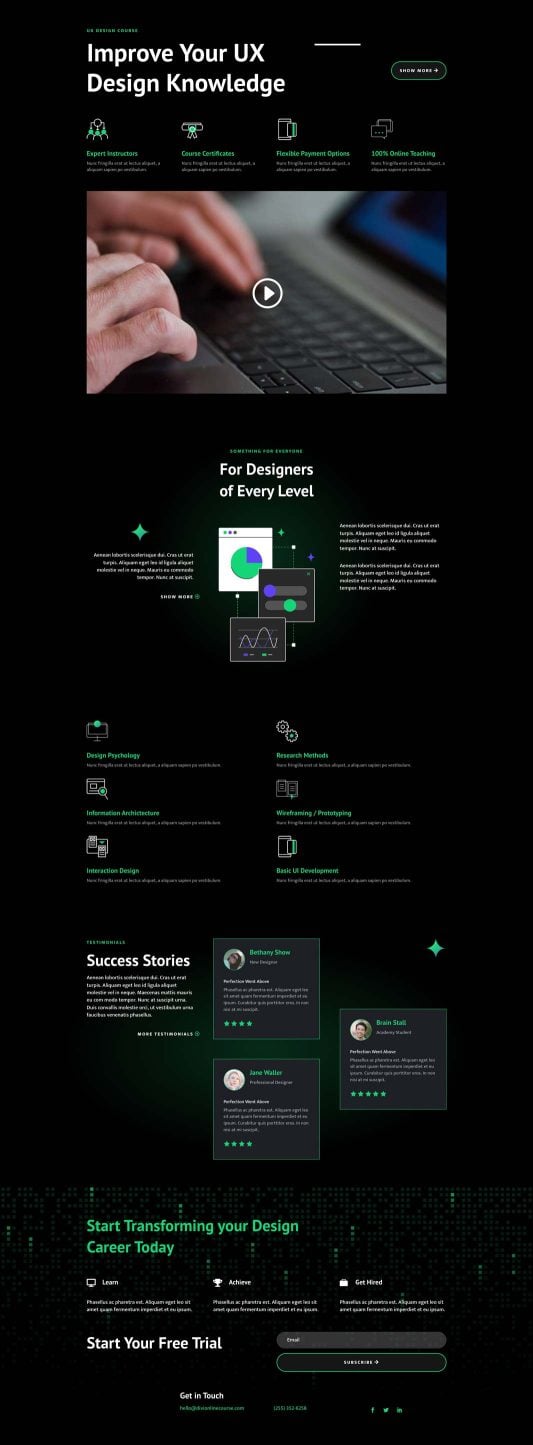 UX DESIGN COURSE
Improve Your UX
Design Knowledge
SHOW MORE
Expert Instructors
Nunc fringilla erat ut lectus aliquet, a
aliquam sapien po vestibulum.
Course Certificates
Nunc fringilla erat ut lectus aliquet, a
aliquam sapien po vestibulum.
Flexible Payment Options
Nunc fringilla erat ut lectus aliquet, a
aliquam sapien po vestibulum.
100% Online Teaching
Nunc fringilla erat ut lectus aliquet, a
aliquam sapien po vestibulum.
SOMETHING FOR EVERYONE
For Designers
of Every Level
Aenean lobortis scelerisque dui. Cras ut erat
turpis. Aliquam eget leo id ligula aliquet
molestie vel in neque. Mauris eu commodo
tempor. Nunc at suscipit.
SHOW MORE
Aenean lobortis scelerisque dui. Cras ut erat
turpis. Aliquam eget leo id ligula aliquet
molestie vel in neque. Mauris eu commodo
tempor. Nunc at suscipit.
Aenean lobortis scelerisque dui. Cras ut erat
turpis. Aliquam eget leo id ligula aliquet
molestie vel in neque. Mauris eu commodo
tempor. Nunc at suscipit.
Design Psychology
Nunc fringilla erat ut lectus aliquet, a aliquam sapien po vestibulum.
Research Methods
Nunc fringilla erat ut lectus aliquet, a aliquam sapien po vestibulum.
Information Archictecture
Nunc fringilla erat ut lectus aliquet, a aliquam sapien po vestibulum.
Wireframing / Prototyping
Nunc fringilla erat ut lectus aliquet, a aliquam sapien po vestibulum.
Interaction Design
Nunc fringilla erat ut lectus aliquet, a aliquam sapien po vestibulum.
Basic UI Development
Nunc fringilla erat ut lectus aliquet, a aliquam sapien po vestibulum.
TESTIMONIALS
Success Stories
Aenean lobortis scelerisque dui. Cras ut erat
turpis. Aliquam eget leo id ligula aliquet
molestie vel in neque. Maecenas mattis mauris
eu com modo tempor. Nunc at suscipit urna.
Duis convallis molestie orci, ut vestibulum urna
faucibus venenatis phasellus.
MORE TESTIMONIALS
Bethany Show
New Designer
Perfection Went Above
Phasellus ac pharetra est. Aliquam eget leo
sit amet quam fermentum imperdiet et eu
ipsum. Curabitur quis porttitor eros. In non
nisi at mi suscipit.
Brain Stall
Academy Student
Perfection Went Above
Phasellus ac pharetra est. Aliquam eget leo
sit amet quam fermentum imperdiet et eu
ipsum. Curabitur quis porttitor eros. In non
nisi at mi suscipit.
Jane Waller
Professional Designer
Perfection Went Above
Phasellus ac pharetra est. Aliquam eget leo
sit amet quam fermentum imperdiet et eu
ipsum. Curabitur quis porttitor eros. In non
nisi at mi suscipit.
Start Transforming your Design
Career Today
Learn
Phasellus ac pharetra est. Aliquam eget leo sit
amet quam imperdiet et eu ipsum.
Achieve
Phasellus ac pharetra est. Aliquam eget leo sit
amet quam imperdiet et eu ipsum.
Get Hired
Phasellus ac pharetra est. Aliquam eget leo sit
amet quam imperdiet et eu ipsum.
Start Your Free Trial
Email
SUBSCRIBE
Get in Touch
hello@divionlinecourse.com
(255) 352-6258